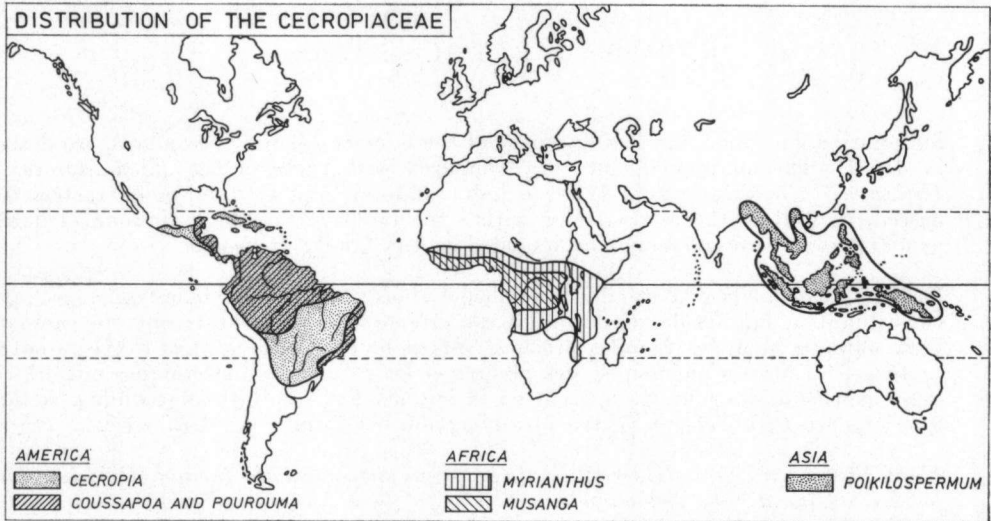 DISTRIBUTION OF THE CECROPIACEAE
AMERICA
CECROPIA
COUSSAPOA AND POUROUMA
AFRICA
MYRIANTHUS
MUSANGA
ASIA
POIKILOSPERMUM